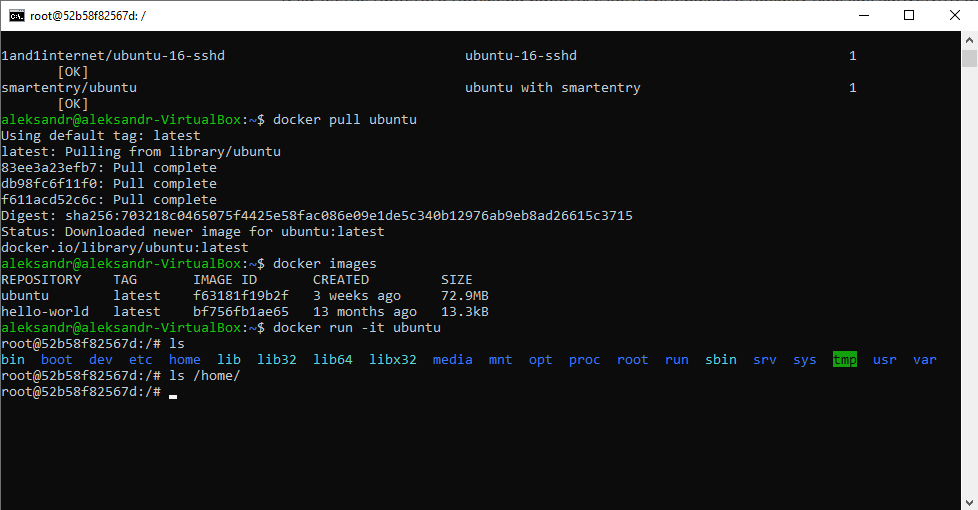 root@52b58f82567d: /
1and1internet/ubuntu-16-sshd ubuntu-16-sshd 1
[OK]
smartentry/ubuntu ubuntu with smartentry 1
[OK]
aleksandr@aleksandr-VirtualBox:~$ docker pull ubuntu
Using default tag: latest
latest: Pulling from library/ubuntu
83ee3a23efb7: Pull complete
db98fc6f11f0: Pull complete
f611acd52c6c: Pull complete
Digest: sha256:703218c0465075f4425e58fac086e09e1de5c340b12976ab9eb8ad26615c3715
Status: Downloaded newer image for ubuntu:latest
docker.io/library/ubuntu:latest
aleksandr@aleksandr-VirtualBox:~$ docker images
REPOSITORY TAG IMAGE ID CREATED SIZE
ubuntu latest f63181f19b2f 3 weeks ago 72.9MB
hello-world latest bf756fb1ae65 13 months ago 13.3kB
aleksandr@aleksandr-VirtualBox:~$ docker run -it ubuntu
root@52b58f82567d:/# ls
bin boot dev etc home lib lib32 lib64 libx32 media mnt opt proc root run sbin srv sys tmp usr var
root@52b58f82567d:/# ls /home/
root@52b58f82567d:/#